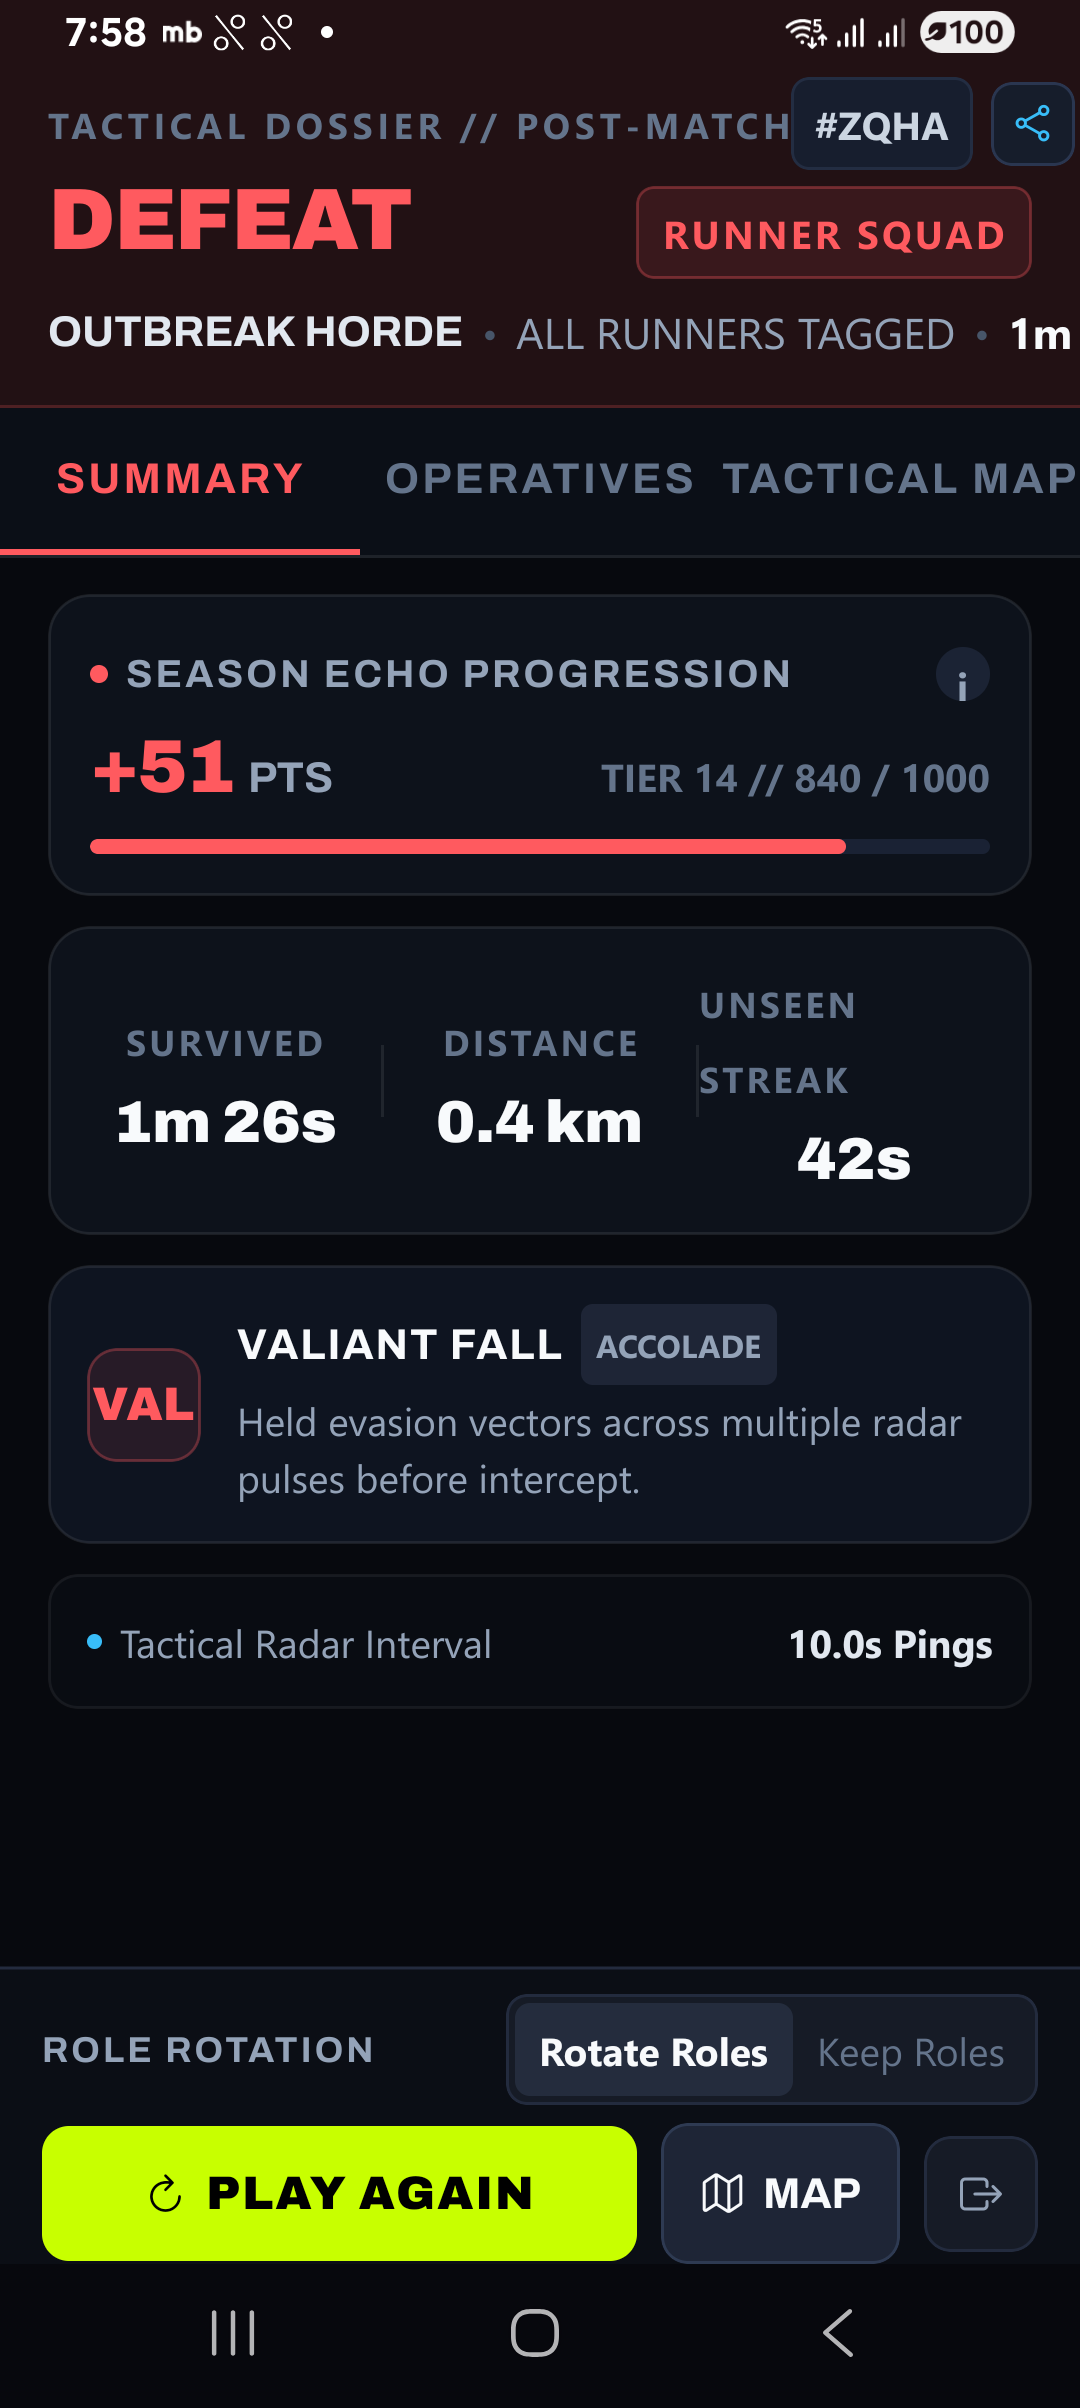 7:58 mb 5 100
TACTICAL DOSSIER // POST-MATCH #ZQHA
DEFEAT RUNNER SQUAD
OUTBREAK HORDE • ALL RUNNERS TAGGED • 1m
SUMMARY OPERATIVES TACTICAL MAP
SEASON ECHO PROGRESSION i
+51 PTS TIER 14 // 840 / 1000
SURVIVED
1m 26s
DISTANCE
0.4 km
UNSEEN
STREAK
42s
VAL
VALIANT FALL ACCOLADE
Held evasion vectors across multiple radar
pulses before intercept.
Tactical Radar Interval 10.0s Pings
ROLE ROTATION Rotate Roles Keep Roles
PLAY AGAIN MAP